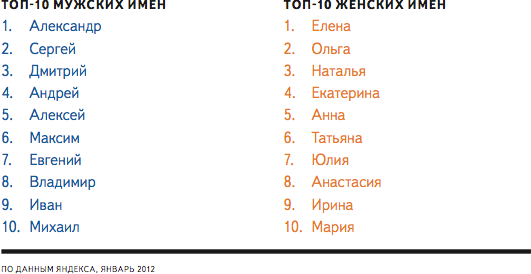 ТОП-10 МУЖСКИХ ИМЕН
1. Александр
2. Сергей
3. Дмитрий
4. Андрей
5. Алексей
6. Максим
7. Евгений
8. Владимир
9. Иван
10. Михаил
ТОП-10 ЖЕНСКИХ ИМЕН
1. Елена
2. Ольга
3. Наталья
4. Екатерина
5. Анна
6. Татьяна
7. Юлия
8. Анастасия
9. Ирина
10. Мария
ПО ДАННЫМ ЯНДЕКСА, ЯНВАРЬ 2012